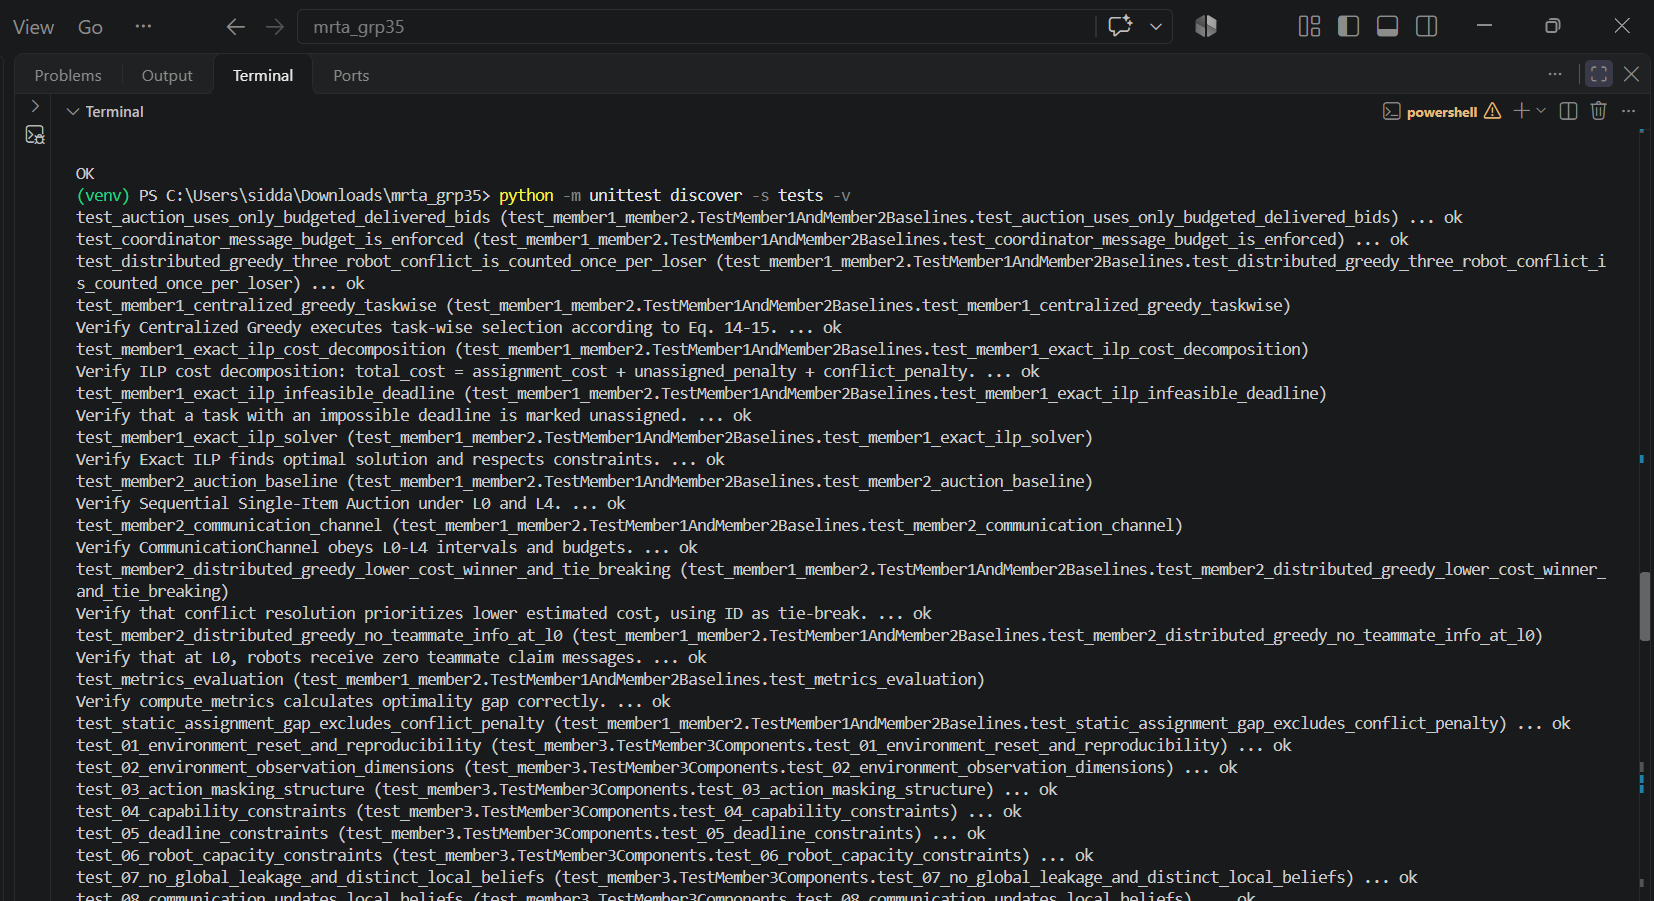 View Go ··· mrta_grp35
Problems Output Terminal Ports
Terminal
powershell
OK
(venv) PS C:\Users\sidda\Downloads\mrta_grp35> python -m unittest discover -s tests -v
test_auction_uses_only_budgeted_delivered_bids (test_member1_member2.TestMember1AndMember2Baselines.test_auction_uses_only_budgeted_delivered_bids) ... ok
test_coordinator_message_budget_is_enforced (test_member1_member2.TestMember1AndMember2Baselines.test_coordinator_message_budget_is_enforced) ... ok
test_distributed_greedy_three_robot_conflict_is_counted_once_per_loser (test_member1_member2.TestMember1AndMember2Baselines.test_distributed_greedy_three_robot_conflict_i
s_counted_once_per_loser) ... ok
test_member1_centralized_greedy_taskwise (test_member1_member2.TestMember1AndMember2Baselines.test_member1_centralized_greedy_taskwise)
Verify Centralized Greedy executes task-wise selection according to Eq. 14-15. ... ok
test_member1_exact_ilp_cost_decomposition (test_member1_member2.TestMember1AndMember2Baselines.test_member1_exact_ilp_cost_decomposition)
Verify ILP cost decomposition: total_cost = assignment_cost + unassigned_penalty + conflict_penalty. ... ok
test_member1_exact_ilp_infeasible_deadline (test_member1_member2.TestMember1AndMember2Baselines.test_member1_exact_ilp_infeasible_deadline)
Verify that a task with an impossible deadline is marked unassigned. ... ok
test_member1_exact_ilp_solver (test_member1_member2.TestMember1AndMember2Baselines.test_member1_exact_ilp_solver)
Verify Exact ILP finds optimal solution and respects constraints. ... ok
test_member2_auction_baseline (test_member1_member2.TestMember1AndMember2Baselines.test_member2_auction_baseline)
Verify Sequential Single-Item Auction under L0 and L4. ... ok
test_member2_communication_channel (test_member1_member2.TestMember1AndMember2Baselines.test_member2_communication_channel)
Verify CommunicationChannel obeys L0-L4 intervals and budgets. ... ok
test_member2_distributed_greedy_lower_cost_winner_and_tie_breaking (test_member1_member2.TestMember1AndMember2Baselines.test_member2_distributed_greedy_lower_cost_winner_
and_tie_breaking)
Verify that conflict resolution prioritizes lower estimated cost, using ID as tie-break. ... ok
test_member2_distributed_greedy_no_teammate_info_at_l0 (test_member1_member2.TestMember1AndMember2Baselines.test_member2_distributed_greedy_no_teammate_info_at_l0)
Verify that at L0, robots receive zero teammate claim messages. ... ok
test_metrics_evaluation (test_member1_member2.TestMember1AndMember2Baselines.test_metrics_evaluation)
Verify compute_metrics calculates optimality gap correctly. ... ok
test_static_assignment_gap_excludes_conflict_penalty (test_member1_member2.TestMember1AndMember2Baselines.test_static_assignment_gap_excludes_conflict_penalty) ... ok
test_01_environment_reset_and_reproducibility (test_member3.TestMember3Components.test_01_environment_reset_and_reproducibility) ... ok
test_02_environment_observation_dimensions (test_member3.TestMember3Components.test_02_environment_observation_dimensions) ... ok
test_03_action_masking_structure (test_member3.TestMember3Components.test_03_action_masking_structure) ... ok
test_04_capability_constraints (test_member3.TestMember3Components.test_04_capability_constraints) ... ok
test_05_deadline_constraints (test_member3.TestMember3Components.test_05_deadline_constraints) ... ok
test_06_robot_capacity_constraints (test_member3.TestMember3Components.test_06_robot_capacity_constraints) ... ok
test_07_no_global_leakage_and_distinct_local_beliefs (test_member3.TestMember3Components.test_07_no_global_leakage_and_distinct_local_beliefs) ... ok
test_08_communication_updates_local_beliefs (test_member3.TestMember3Components.test_08_communication_updates_local_beliefs) ... ok